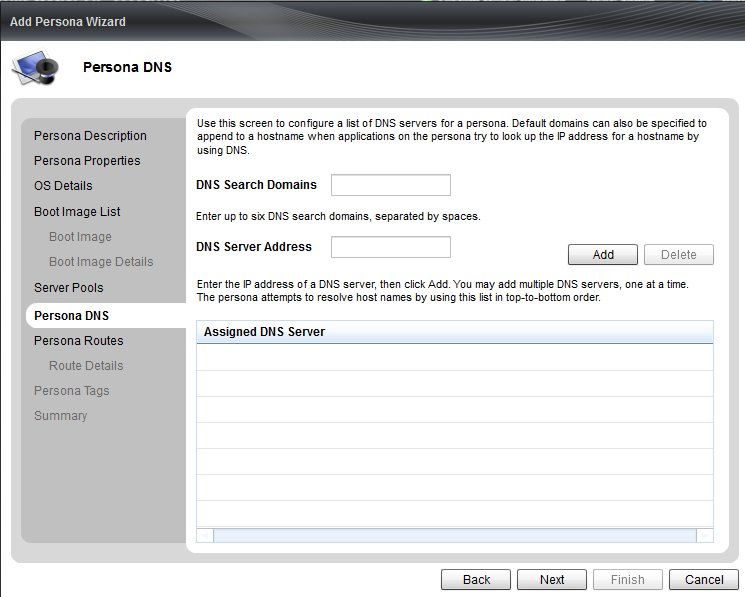 Add Persona Wizard
Persona DNS
Persona Description
Persona Properties
OS Details
Boot Image List
Boot Image
Boot Image Details
Server Pools
Persona DNS
Persona Routes
Route Details
Persona Tags
Summary
Use this screen to configure a list of DNS servers for a persona. Default domains can also be specified to
append to a hostname when applications on the persona try to look up the IP address for a hostname by
using DNS.
DNS Search Domains
Enter up to six DNS search domains, separated by spaces.
DNS Server Address
Add
Delete
Enter the IP address of a DNS server, then click Add. You may add multiple DNS servers, one at a time.
The persona attempts to resolve host names by using this list in top-to-bottom order.
Assigned DNS Server
Back
Next
Finish
Cancel